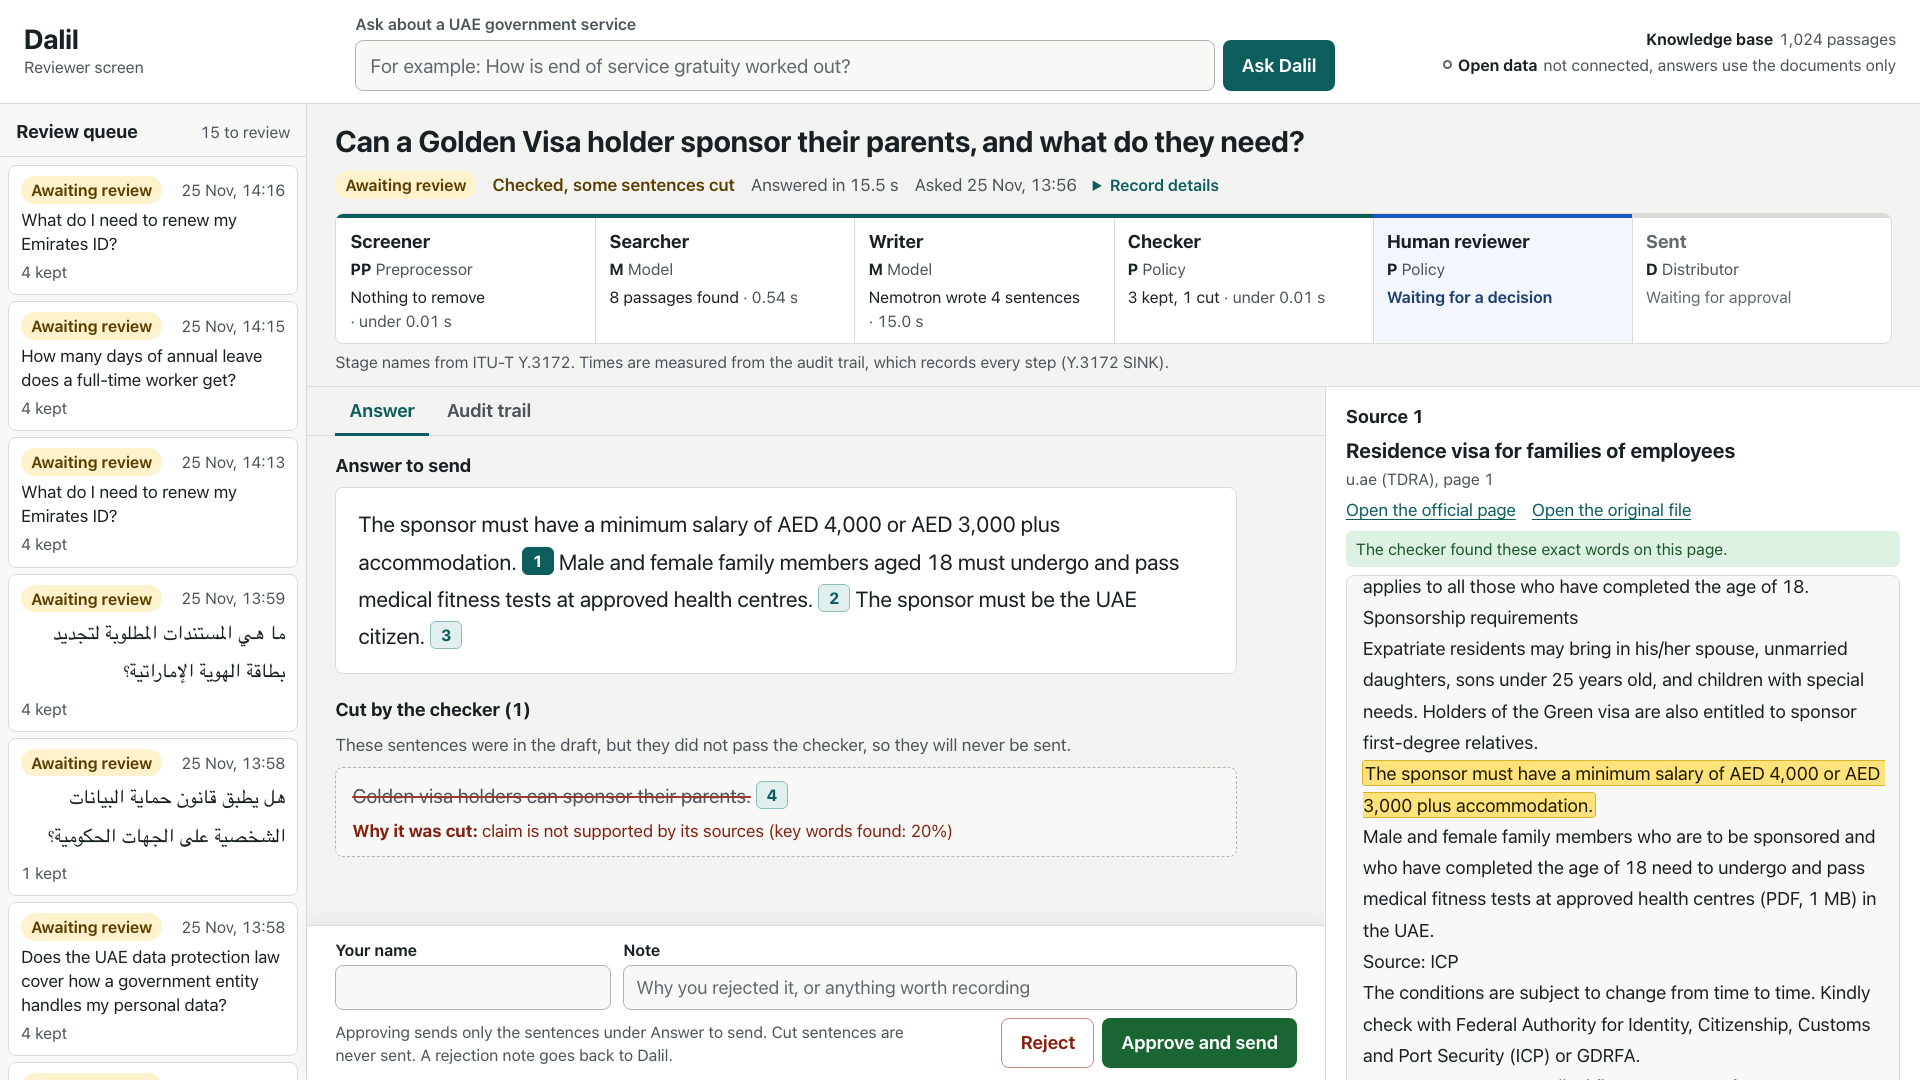 Dalil
Reviewer screen
Ask about a UAE government service
For example: How is end of service gratuity worked out?
Ask Dalil
Knowledge base 1,024 passages
Open data not connected, answers use the documents only
Review queue
15 to review
Awaiting review 25 Nov, 14:16
What do I need to renew my
Emirates ID?
4 kept
Awaiting review 25 Nov, 14:15
How many days of annual leave
does a full-time worker get?
4 kept
Awaiting review 25 Nov, 14:13
What do I need to renew my
Emirates ID?
4 kept
Awaiting review 25 Nov, 13:59
ما هي المستندات المطلوبة لتجديد
بطاقة الهوية الإماراتية؟
4 kept
Awaiting review 25 Nov, 13:58
هل يطبق قانون حماية البيانات
الشخصية على الجهات الحكومية؟
1 kept
Awaiting review 25 Nov, 13:58
Does the UAE data protection law
cover how a government entity
handles my personal data?
4 kept
Can a Golden Visa holder sponsor their parents, and what do they need?
Awaiting review Checked, some sentences cut Answered in 15.5 s Asked 25 Nov, 13:56 ▶ Record details
Screener
PP Preprocessor
Nothing to remove
· under 0.01 s
Searcher
M Model
8 passages found · 0.54 s
Writer
M Model
Nemotron wrote 4 sentences
· 15.0 s
Checker
P Policy
3 kept, 1 cut · under 0.01 s
Human reviewer
P Policy
Waiting for a decision
Sent
D Distributor
Waiting for approval
Stage names from ITU-T Y.3172. Times are measured from the audit trail, which records every step (Y.3172 SINK).
Answer
Audit trail
Answer to send
The sponsor must have a minimum salary of AED 4,000 or AED 3,000 plus
accommodation. 1 Male and female family members aged 18 must undergo and pass
medical fitness tests at approved health centres. 2 The sponsor must be the UAE
citizen. 3
Cut by the checker (1)
These sentences were in the draft, but they did not pass the checker, so they will never be sent.
Golden visa holders can sponsor their parents. 4
Why it was cut: claim is not supported by its sources (key words found: 20%)
Your name
Note
Why you rejected it, or anything worth recording
Approving sends only the sentences under Answer to send. Cut sentences are
never sent. A rejection note goes back to Dalil.
Reject
Approve and send
Source 1
Residence visa for families of employees
u.ae (TDRA), page 1
Open the official page Open the original file
The checker found these exact words on this page.
applies to all those who have completed the age of 18.
Sponsorship requirements
Expatriate residents may bring in his/her spouse, unmarried
daughters, sons under 25 years old, and children with special
needs. Holders of the Green visa are also entitled to sponsor
first-degree relatives.
The sponsor must have a minimum salary of AED 4,000 or AED
3,000 plus accommodation.
Male and female family members who are to be sponsored and
who have completed the age of 18 need to undergo and pass
medical fitness tests at approved health centres (PDF, 1 MB) in
the UAE.
Source: ICP
The conditions are subject to change from time to time. Kindly
check with Federal Authority for Identity, Citizenship, Customs
and Port Security (ICP) or GDRFA.